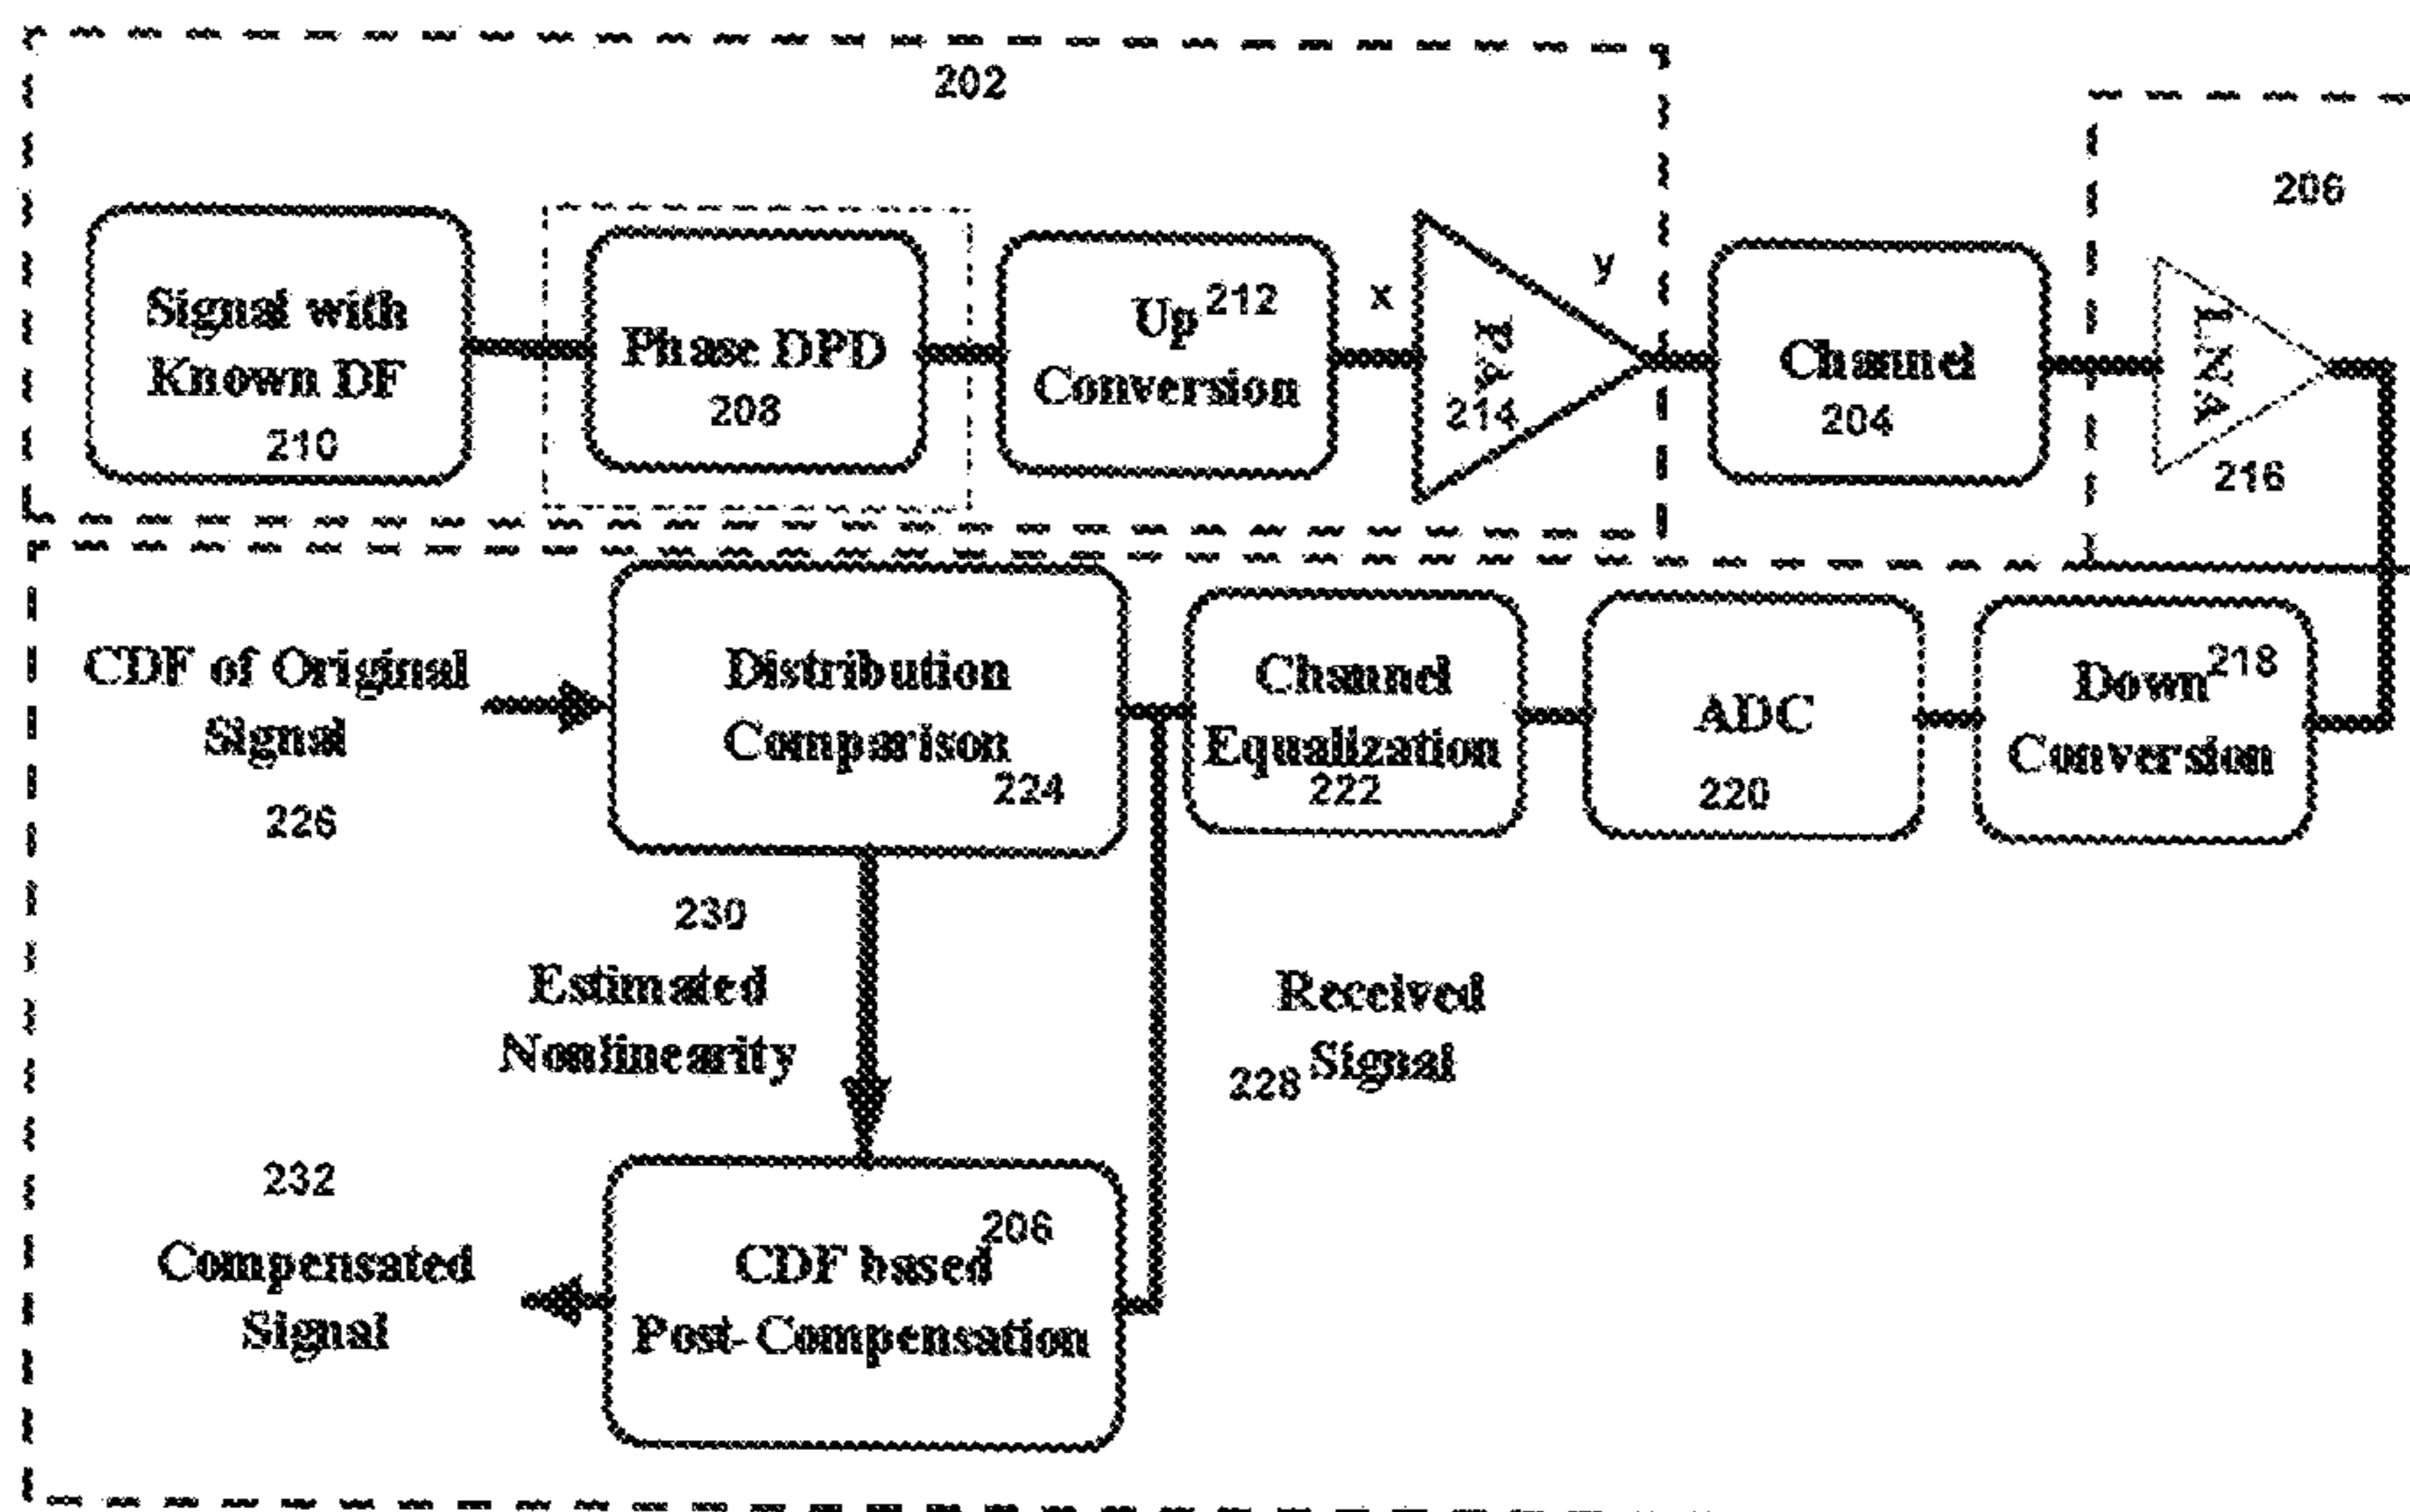 202
206
Signal with
Known DF
210
Phase DPD
208
Up 212
Conversion
x
PA
214
y
Channel
204
LNA
216
CDF of Original
Signal
226
Distribution
Comparison
224
Channel
Equalization
222
ADC
220
Down 218
Conversion
230
Estimated
Nonlinearity
Received
Signal
228
232
Compensated
Signal
206
CDF based
Post-Compensation